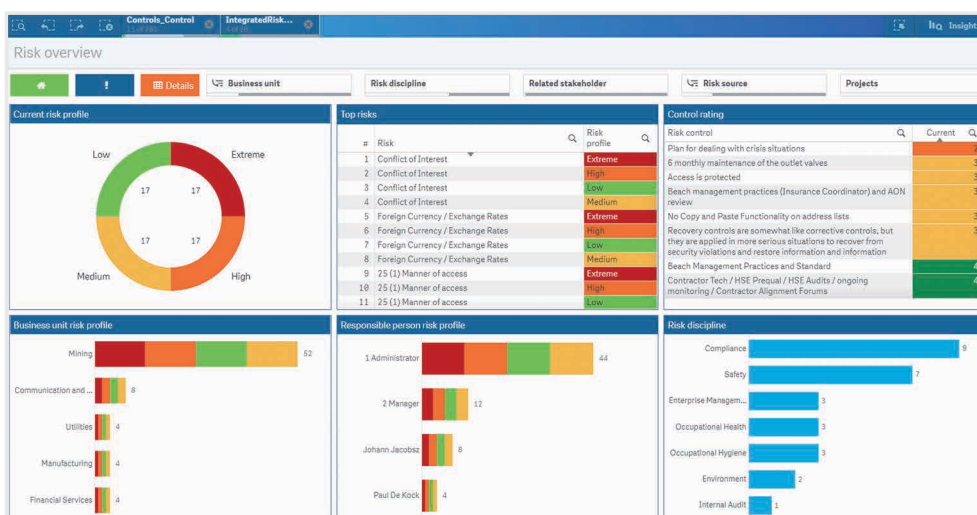 Controls_Control
IntegratedRisk...
Insight
Risk overview
Details
Business unit
Risk discipline
Related stakeholder
Risk source
Projects
Current risk profile
Low
Extreme
17
17
17
17
Medium
High
Top risks
# Risk Risk profile
1 Conflict of Interest Extreme
2 Conflict of Interest High
3 Conflict of Interest Low
4 Conflict of Interest Medium
5 Foreign Currency / Exchange Rates Extreme
6 Foreign Currency / Exchange Rates High
7 Foreign Currency / Exchange Rates Low
8 Foreign Currency / Exchange Rates Medium
9 25 (1) Manner of access Extreme
10 25 (1) Manner of access High
11 25 (1) Manner of access Low
Control rating
Risk control Current
Plan for dealing with crisis situations
6 monthly maintenance of the outlet valves 3
Access is protected 3
Beach management practices (Insurance Coordinator) and AON 3
review
No Copy and Paste Functionality on address lists 3
Recovery controls are somewhat like corrective controls, but 3
they are applied in more serious situations to recover from
security violations and restore information and information
Beach Management Practices and Standard 4
Contractor Tech / HSE Prequal / HSE Audits / ongoing 4
monitoring / Contractor Alignment Forums
Business unit risk profile
Mining 52
Communication and ... 8
Utilities 4
Manufacturing 4
Financial Services 4
Responsible person risk profile
1 Administrator 44
2 Manager 12
Johann Jacobsz 8
Paul De Kock 4
Risk discipline
Compliance 9
Safety 7
Enterprise Managem... 3
Occupational Health 3
Occupational Hygiene 3
Environment 2
Internal Audit 1